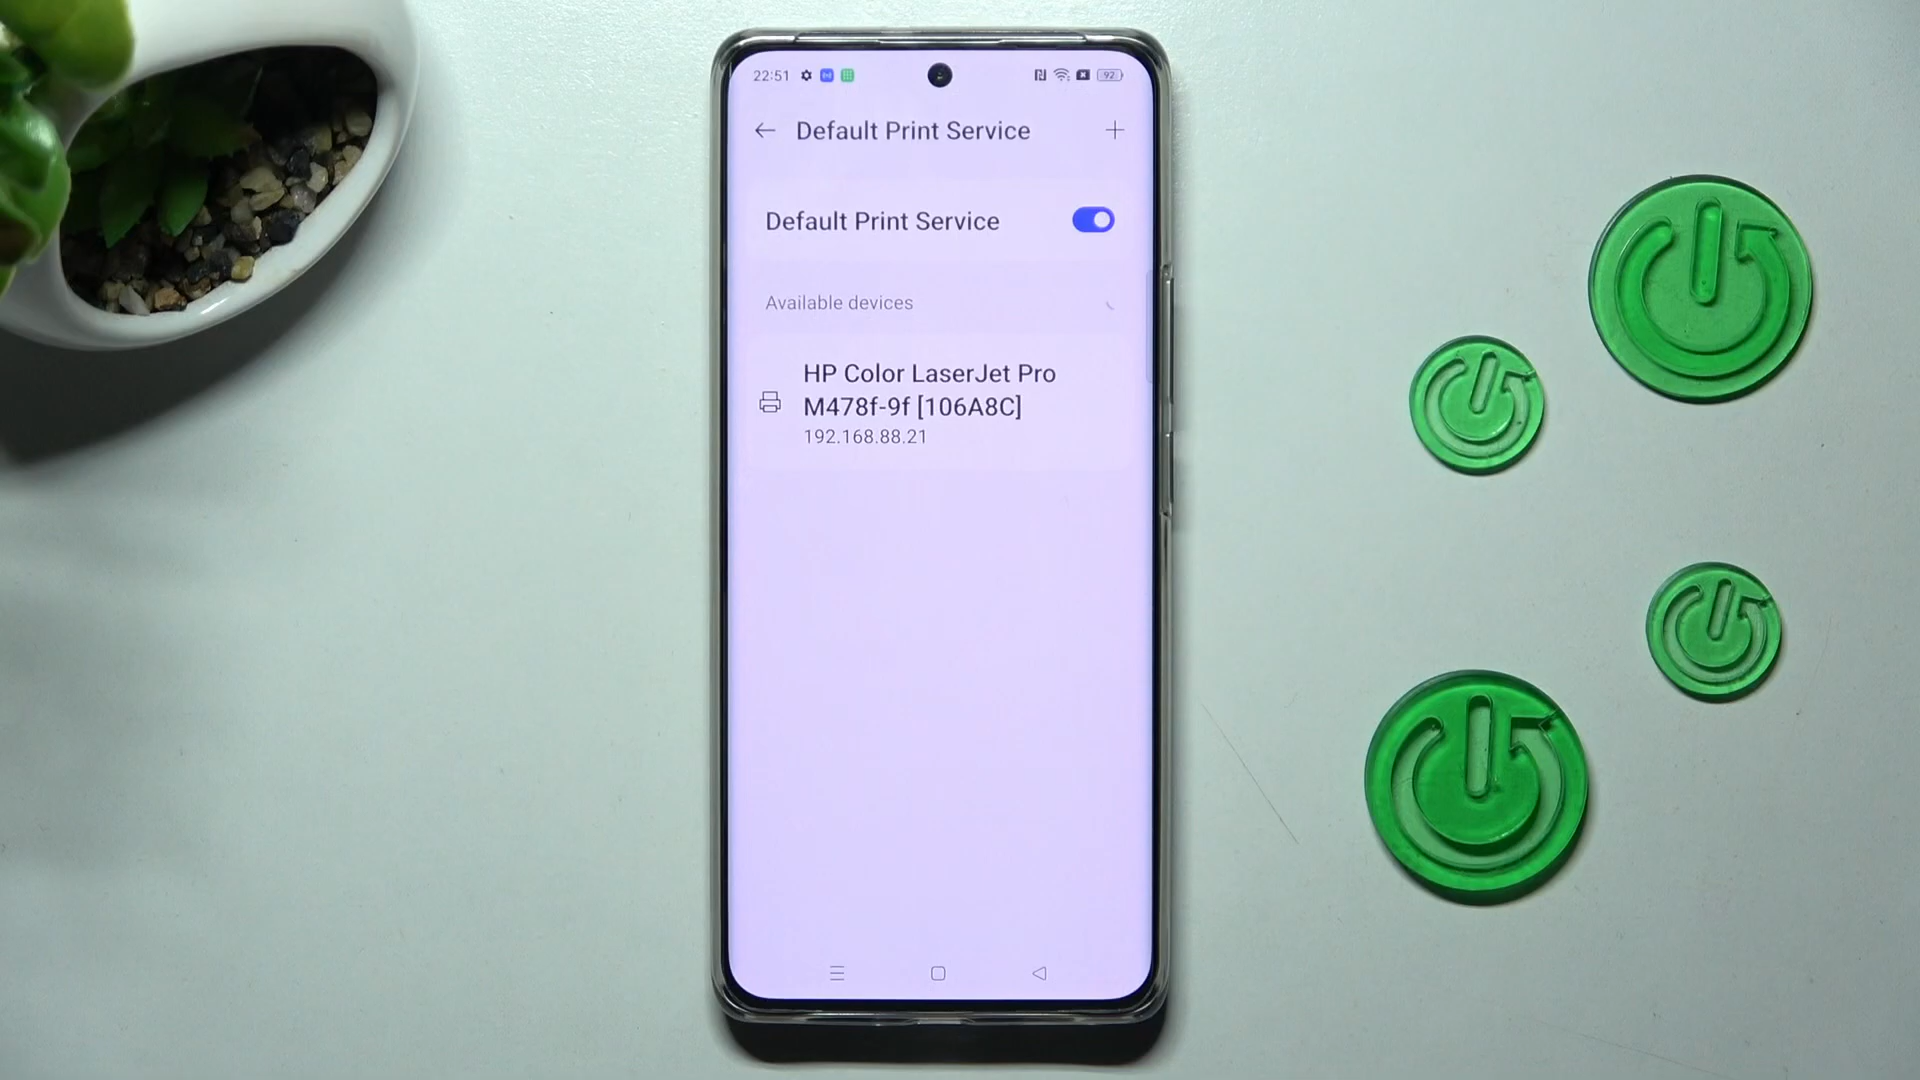 22:51
92
Default Print Service
Default Print Service
Available devices
HP Color LaserJet Pro
M478f-9f [106A8C]
192.168.88.21